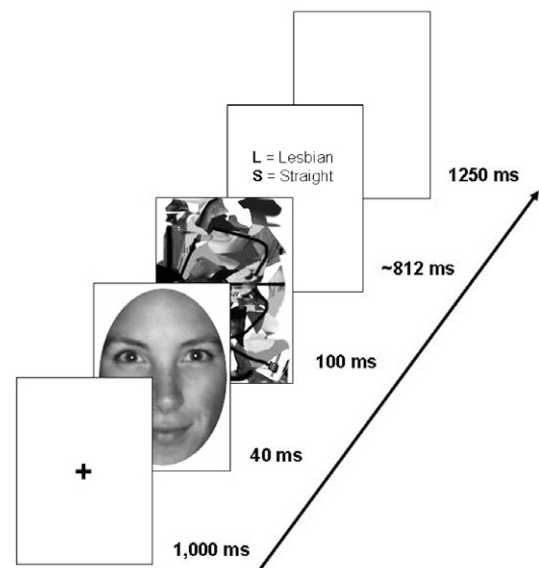 L = Lesbian
S = Straight
1250 ms
~812 ms
100 ms
40 ms
+
1,000 ms